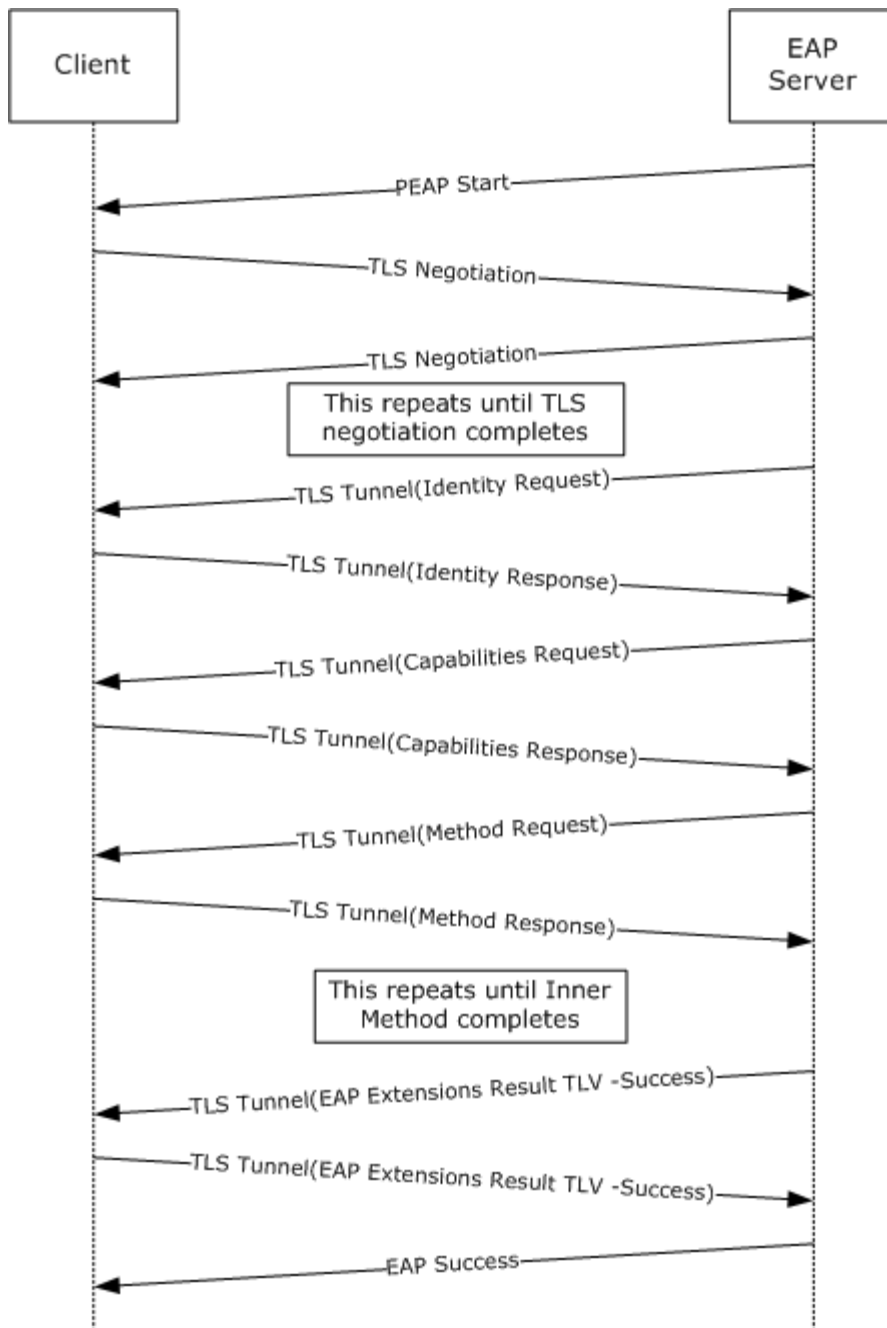 Client
EAP
Server
PEAP Start
TLS Negotiation
TLS Negotiation
This repeats until TLS
negotiation completes
TLS Tunnel(Identity Request)
TLS Tunnel(Identity Response)
TLS Tunnel(Capabilities Request)
TLS Tunnel(Capabilities Response)
TLS Tunnel(Method Request)
TLS Tunnel(Method Response)
This repeats until Inner
Method completes
TLS Tunnel(EAP Extensions Result TLV -Success)
TLS Tunnel(EAP Extensions Result TLV -Success)
EAP Success